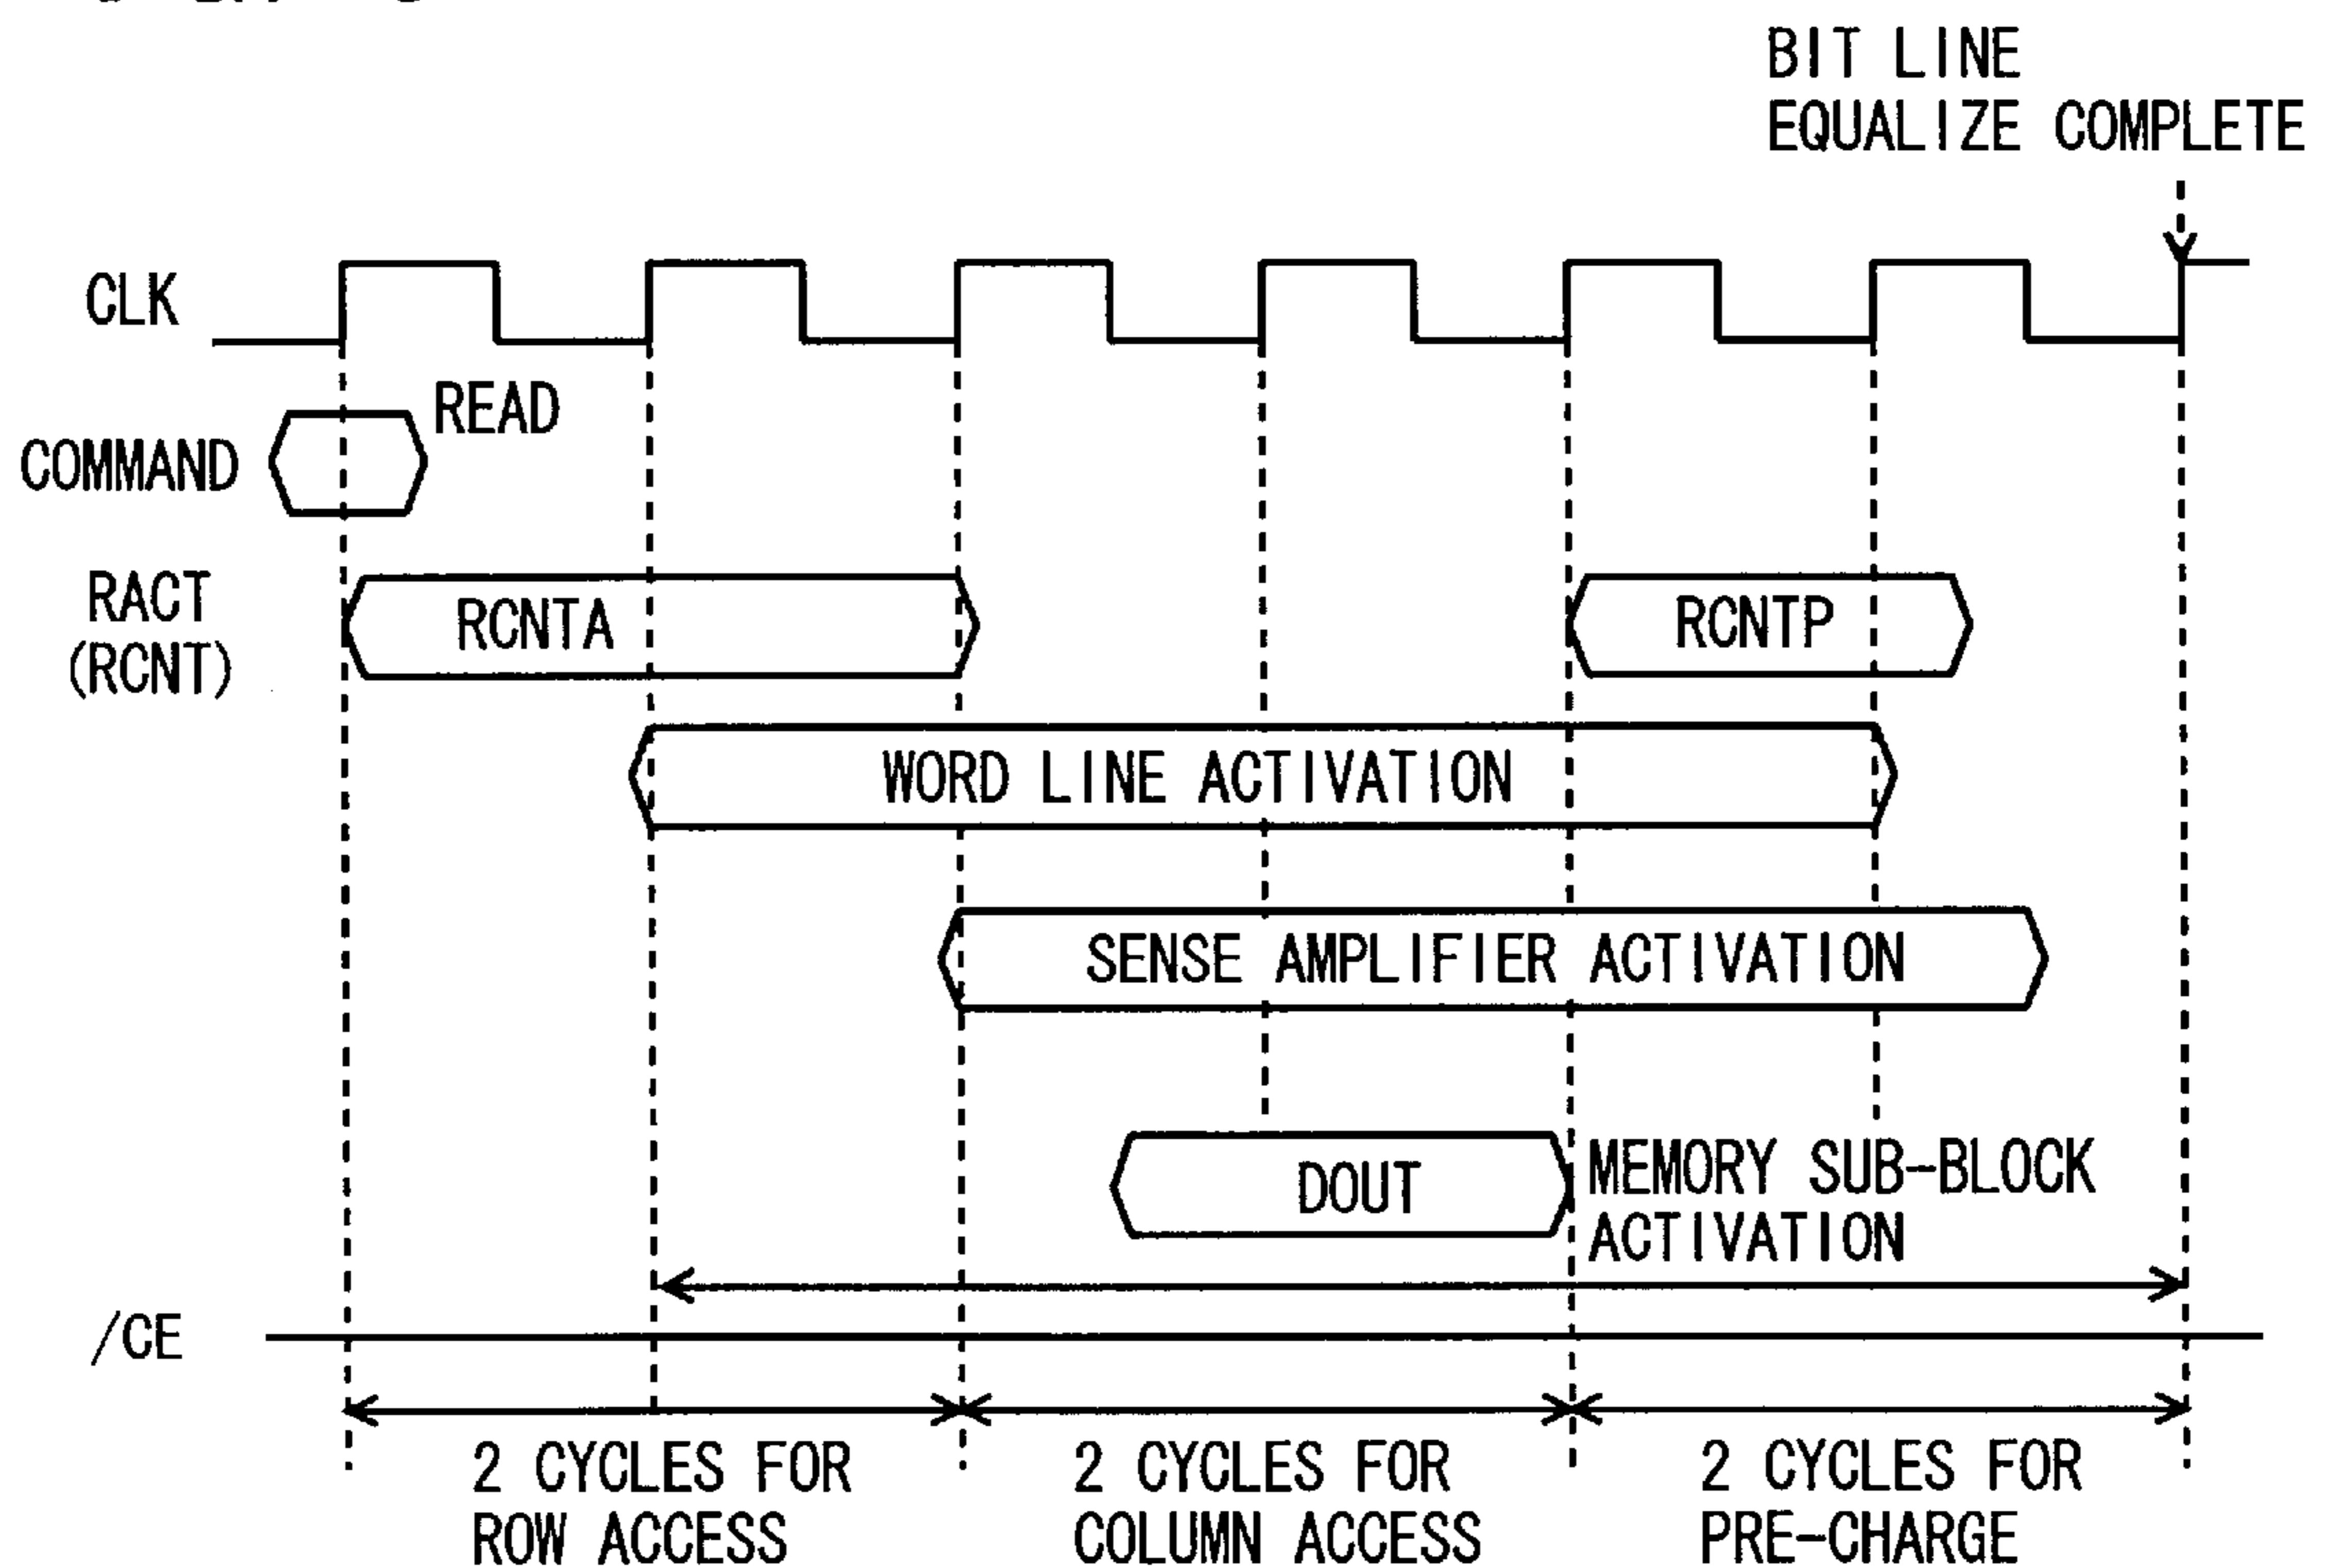 BIT LINE
EQUALIZE COMPLETE
CLK
READ
COMMAND
RACT
(RCNT)
RCNTA
RCNTP
WORD LINE ACTIVATION
SENSE AMPLIFIER ACTIVATION
DOUT
MEMORY SUB-BLOCK
ACTIVATION
/CE
2 CYCLES FOR
ROW ACCESS
2 CYCLES FOR
COLUMN ACCESS
2 CYCLES FOR
PRE-CHARGE